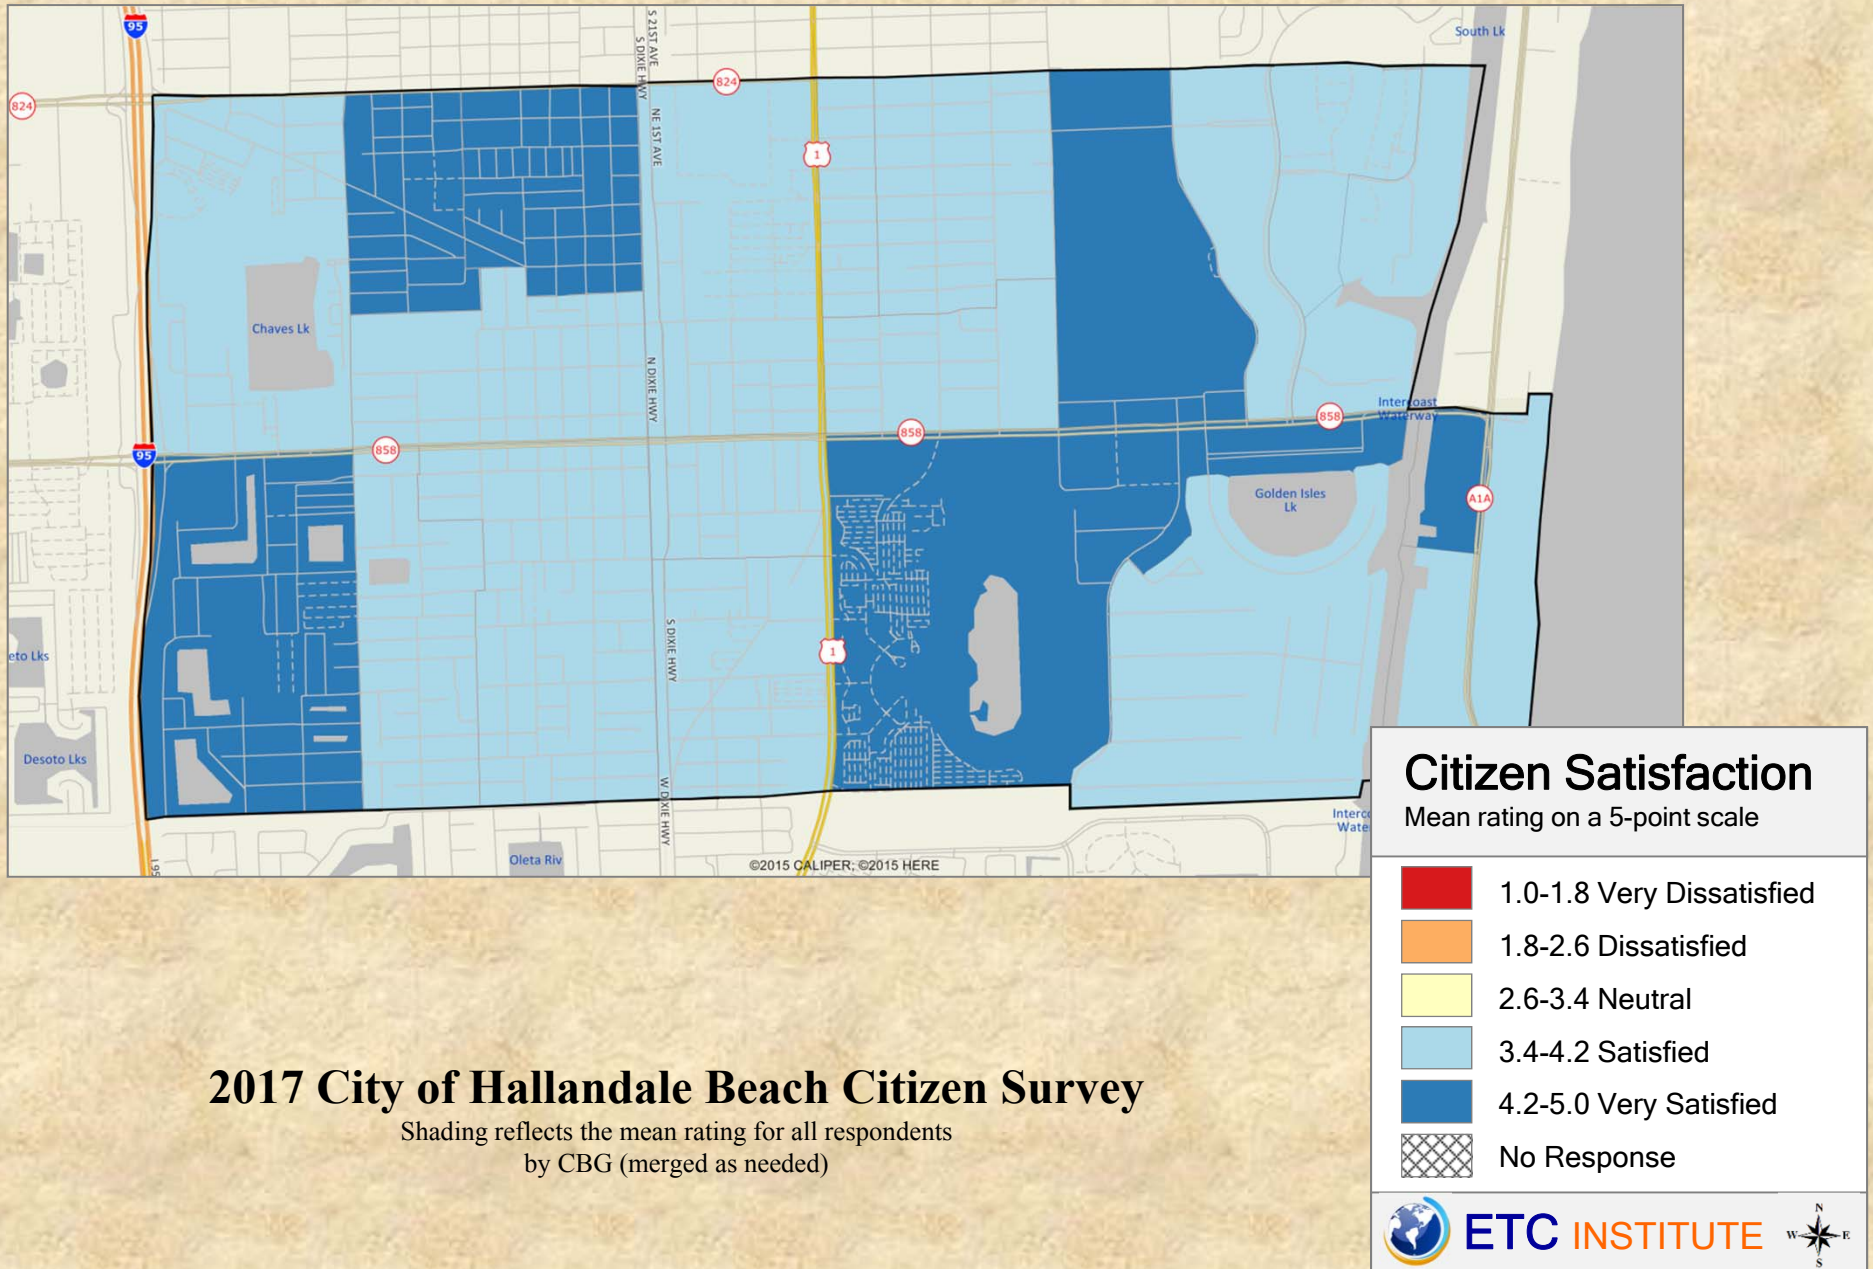 95
South Lk
S 21ST AVE
S DIXIE HWY
824
824
NE 1ST AVE
1
Chaves Lk
N DIXIE HWY
Intercoast
Waterway
858
858
858
95
Golden Isles
Lk
A1A
S DIXIE HWY
1
eto Lks
Desoto Lks
W DIXIE HWY
Oleta Riv
I 95
©2015 CALIPER; ©2015 HERE
Citizen Satisfaction
Mean rating on a 5-point scale
1.0-1.8 Very Dissatisfied
1.8-2.6 Dissatisfied
2.6-3.4 Neutral
3.4-4.2 Satisfied
4.2-5.0 Very Satisfied
No Response
2017 City of Hallandale Beach Citizen Survey
Shading reflects the mean rating for all respondents
by CBG (merged as needed)
ETC INSTITUTE
N
W E
S